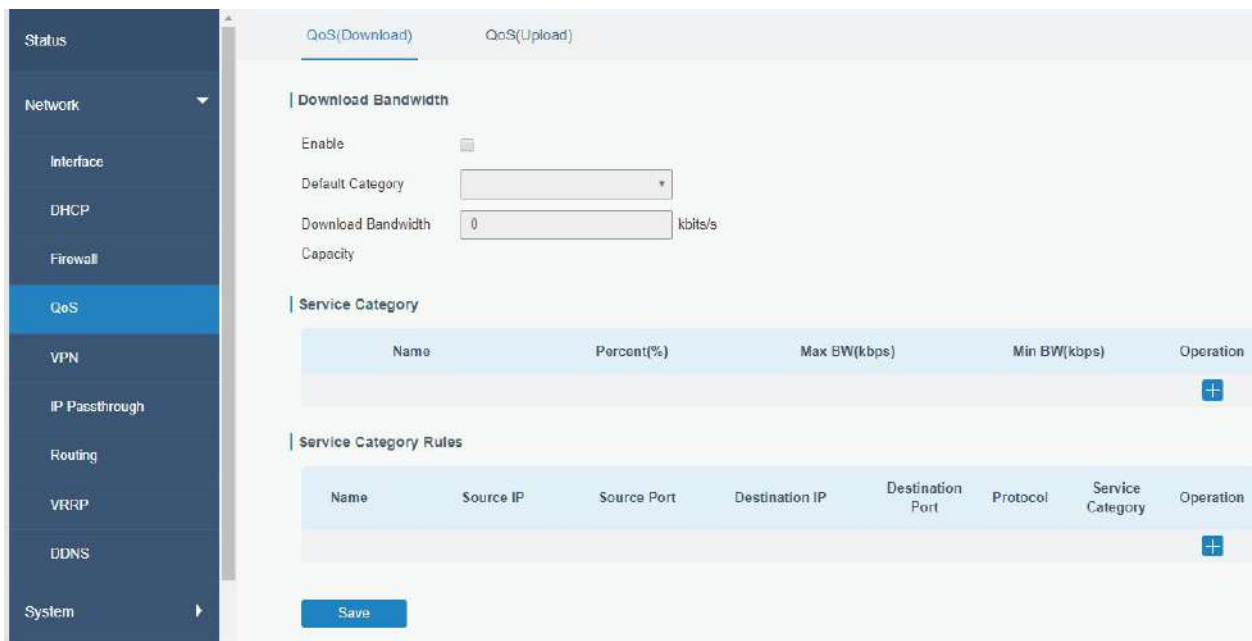 Status
Network
Interface
DHCP
Firewall
QoS
VPN
IP Passthrough
Routing
VRRP
DDNS
System
QoS(Download) QoS(Upload)
Download Bandwidth
Enable
Default Category
Download Bandwidth 0 kbits/s
Capacity
Service Category
Name Percent(%) Max BW(kbps) Min BW(kbps) Operation
Service Category Rules
Name Source IP Source Port Destination IP Destination Port Protocol Service Category Operation
Save